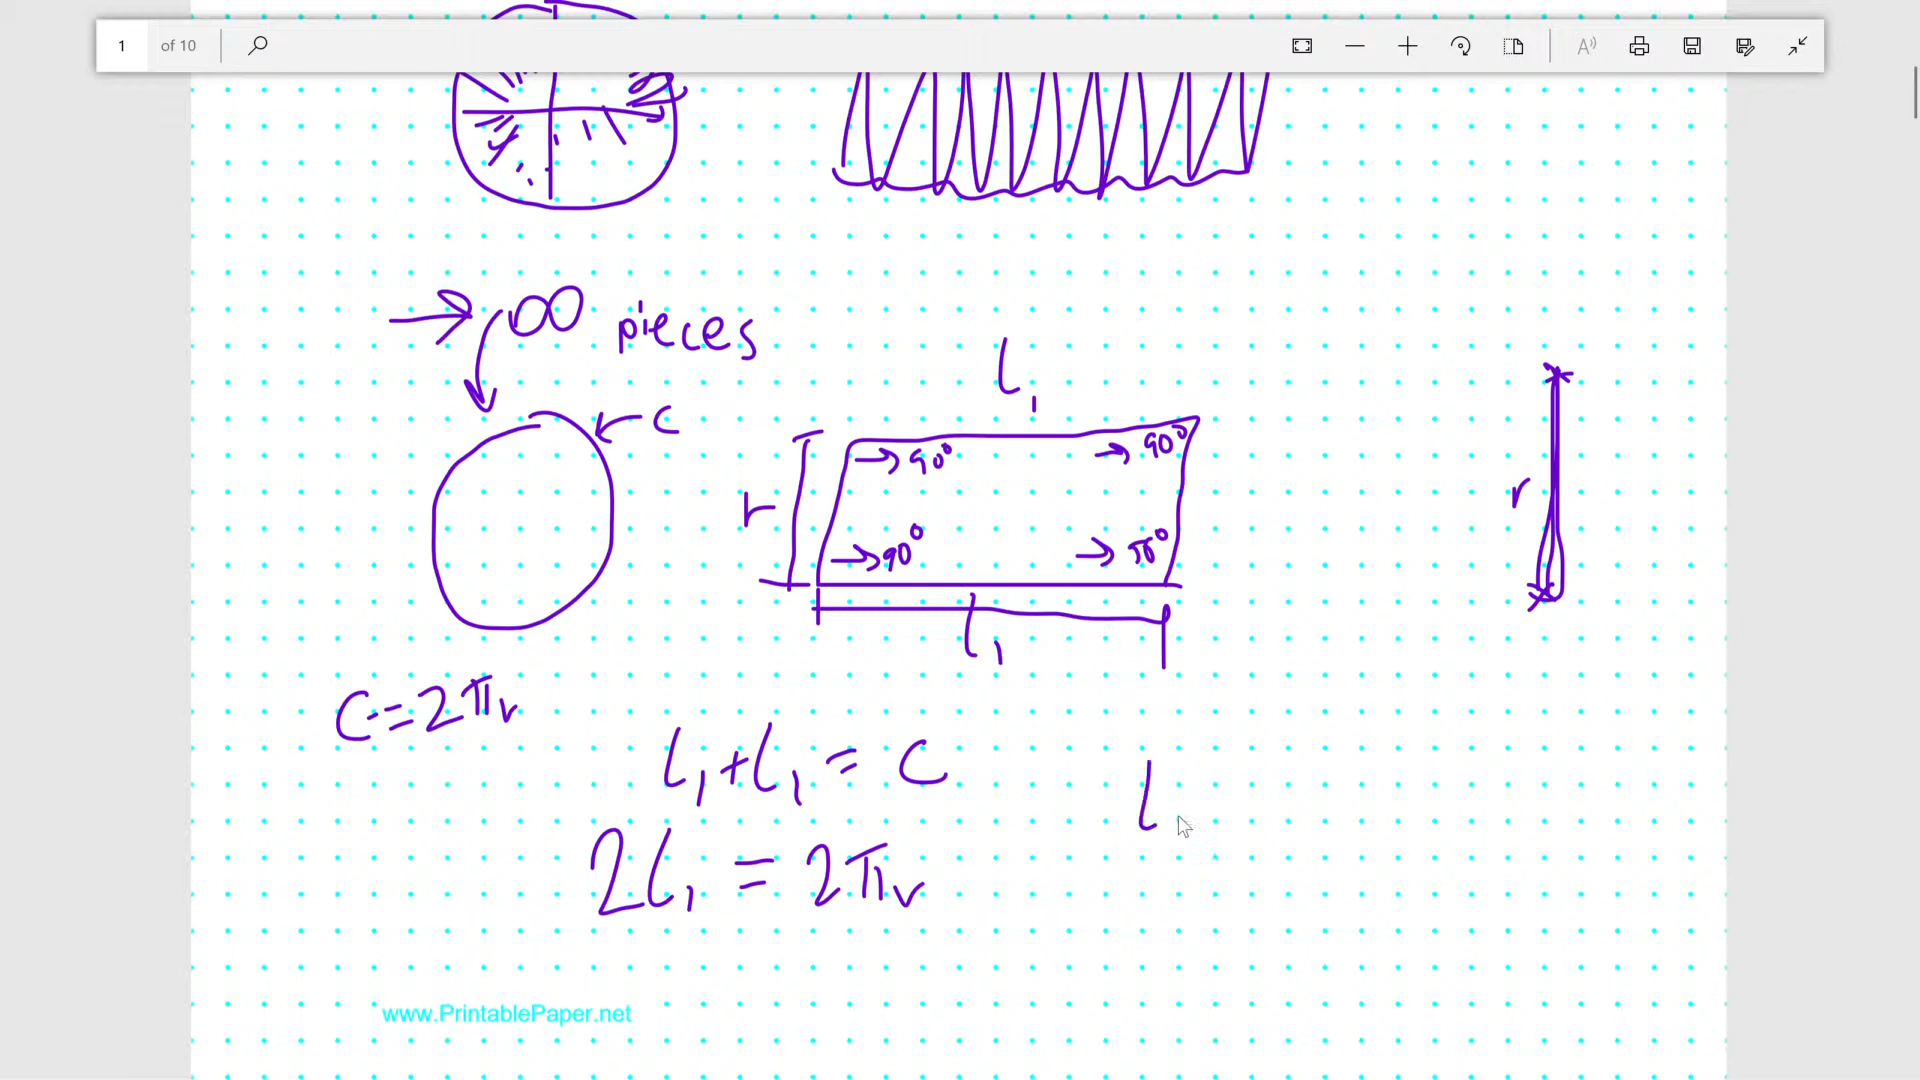 1 of 10
→ ∞ pieces
l₁
← c
→ 90° → 90°
r
r
→ 90° → 90°
l₁
C = 2πr
l₁ + l₁ = C
l
2l₁ = 2πr
www.PrintablePaper.net